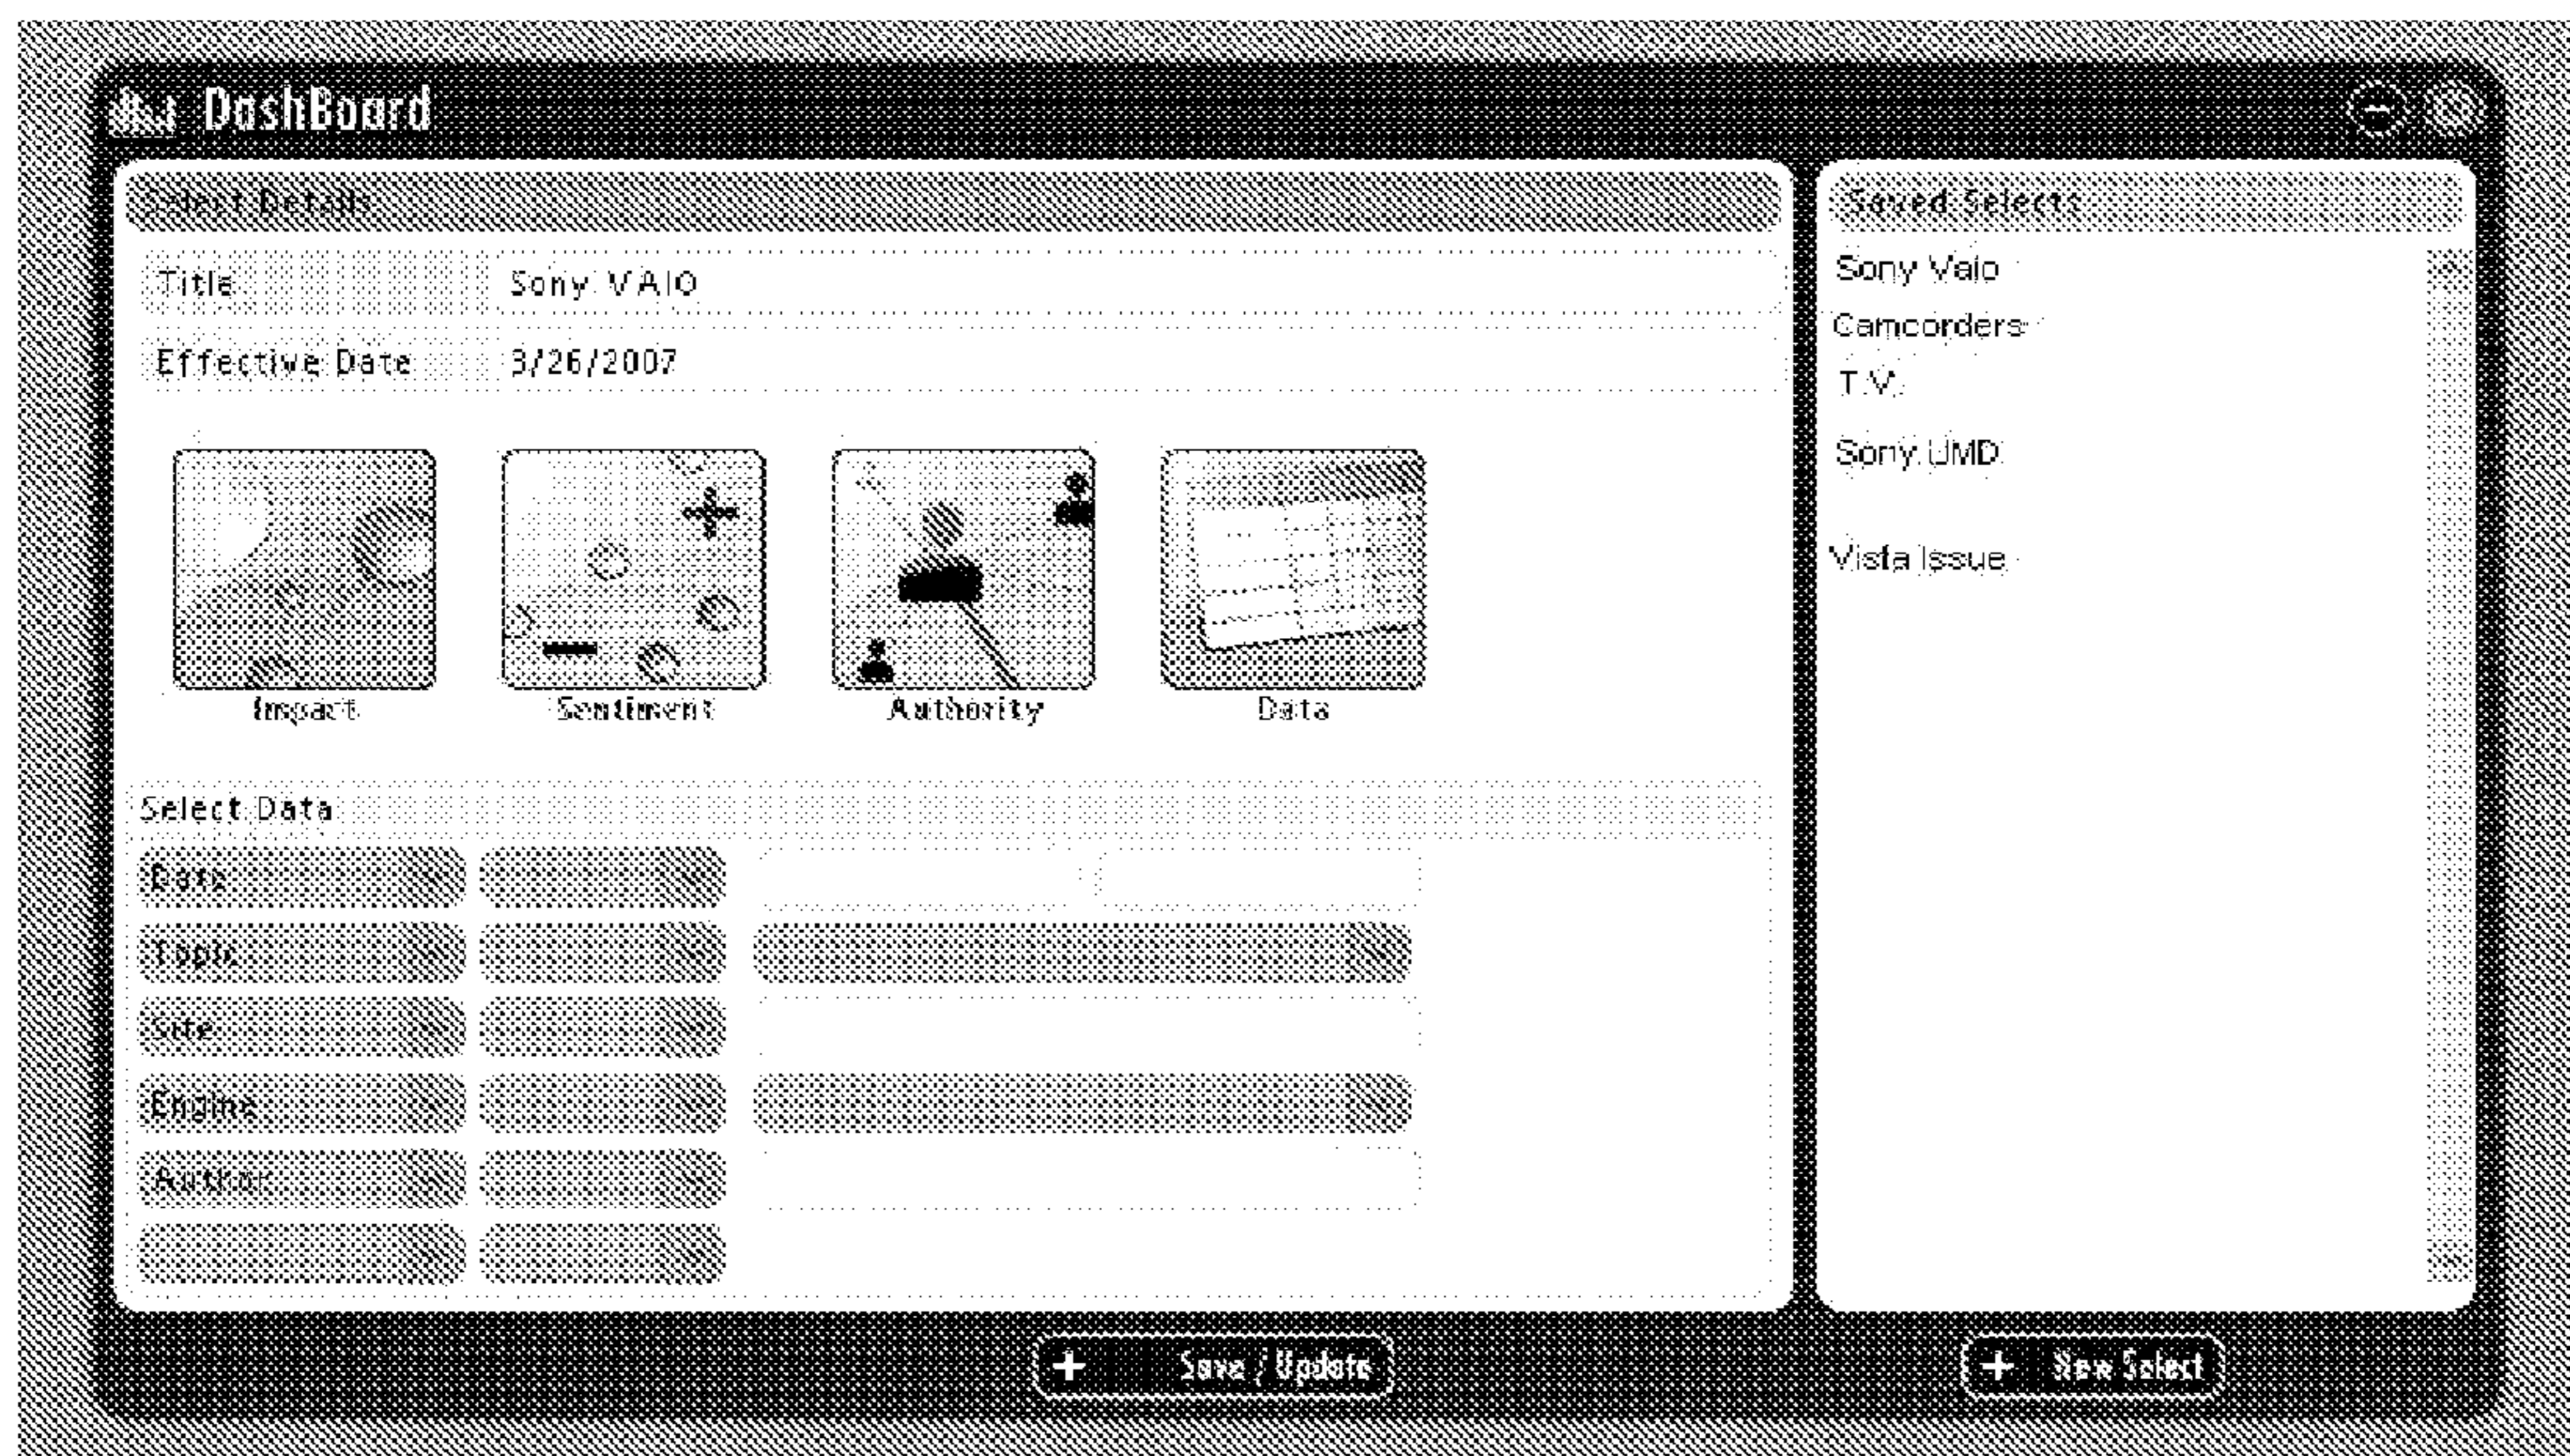 DashBoard
Select Details
Title Sony VAIO
Effective Date 3/26/2007
Impact Sentiment Authority Data
Select Data
Date
Topic
Site
Engine
Author
Saved Selects
Sony Vaio
Camcorders
T.V.
Sony UMD
Vista Issue
+ Save / Update
+ New Select